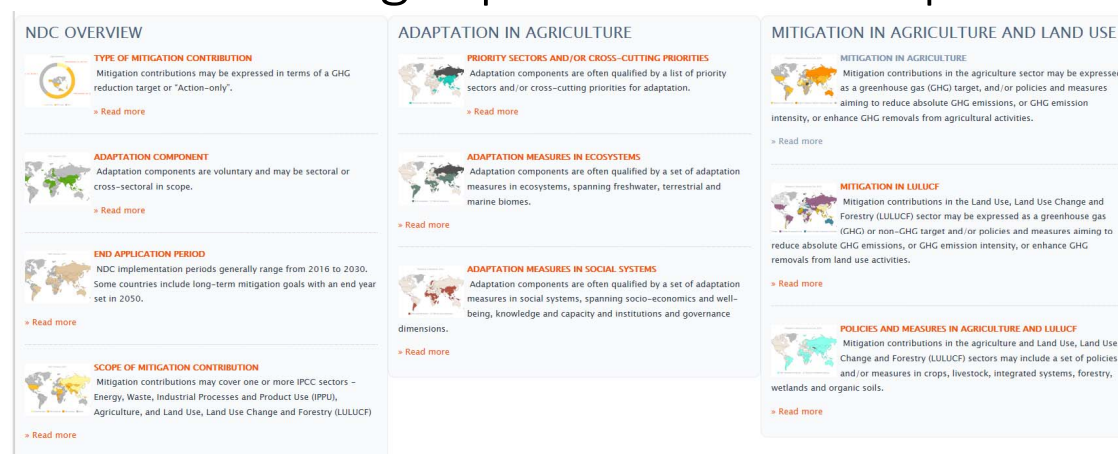 NDC OVERVIEW
TYPE OF MITIGATION CONTRIBUTION
Mitigation contributions may be expressed in terms of a GHG
reduction target or "Action-only".
» Read more
ADAPTATION COMPONENT
Adaptation components are voluntary and may be sectoral or
cross-sectoral in scope.
» Read more
END APPLICATION PERIOD
NDC implementation periods generally range from 2016 to 2030.
Some countries include long-term mitigation goals with an end year
set in 2050.
» Read more
SCOPE OF MITIGATION CONTRIBUTION
Mitigation contributions may cover one or more IPCC sectors -
Energy, Waste, Industrial Processes and Product Use (IPPU),
Agriculture, and Land Use, Land Use Change and Forestry (LULUCF)
» Read more
ADAPTATION IN AGRICULTURE
PRIORITY SECTORS AND/OR CROSS-CUTTING PRIORITIES
Adaptation components are often qualified by a list of priority
sectors and/or cross-cutting priorities for adaptation.
» Read more
ADAPTATION MEASURES IN ECOSYSTEMS
Adaptation components are often qualified by a set of adaptation
measures in ecosystems, spanning freshwater, terrestrial and
marine biomes.
» Read more
ADAPTATION MEASURES IN SOCIAL SYSTEMS
Adaptation components are often qualified by a set of adaptation
measures in social systems, spanning socio-economics and well-
being, knowledge and capacity and institutions and governance
dimensions.
» Read more
MITIGATION IN AGRICULTURE AND LAND USE
MITIGATION IN AGRICULTURE
Mitigation contributions in the agriculture sector may be expressed
as a greenhouse gas (GHG) target, and/or policies and measures
aiming to reduce absolute GHG emissions, or GHG emission
intensity, or enhance GHG removals from agricultural activities.
» Read more
MITIGATION IN LULUCF
Mitigation contributions in the Land Use, Land Use Change and
Forestry (LULUCF) sector may be expressed as a greenhouse gas
(GHG) or non-GHG target and/or policies and measures aiming to
reduce absolute GHG emissions, or GHG emission intensity, or enhance GHG
removals from land use activities.
» Read more
POLICIES AND MEASURES IN AGRICULTURE AND LULUCF
Mitigation contributions in the agriculture and Land Use, Land Use
Change and Forestry (LULUCF) sectors may include a set of policies
and/or measures in crops, livestock, integrated systems, forestry,
wetlands and organic soils.
» Read more